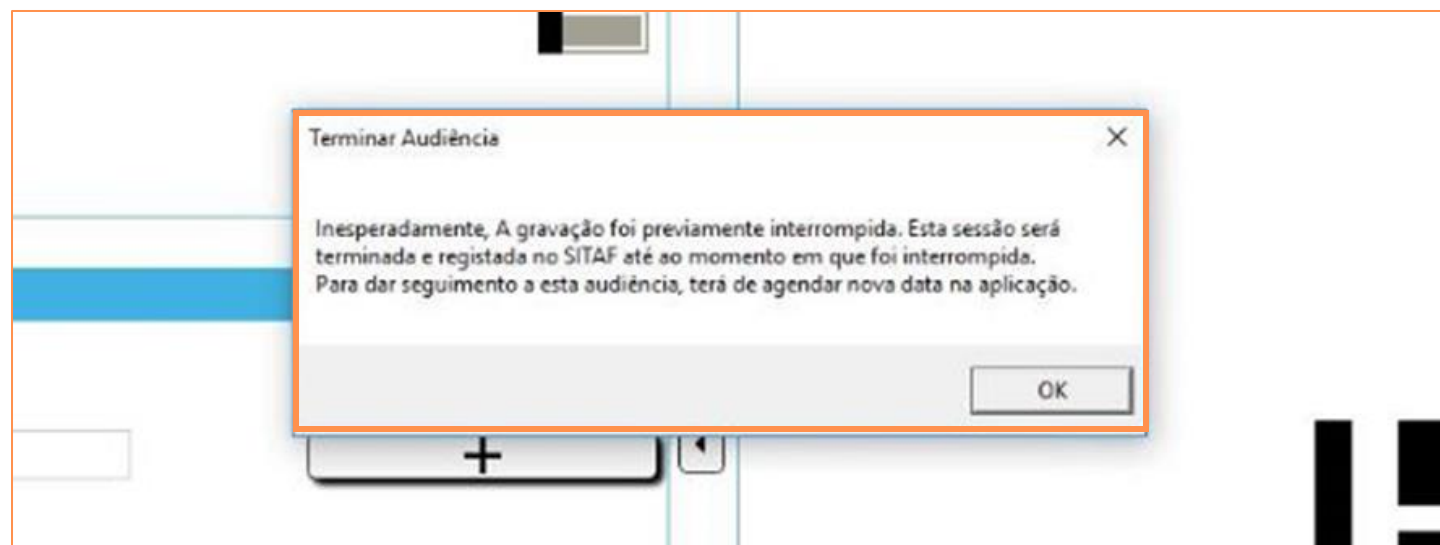 Terminar Audiência
Inesperadamente, A gravação foi previamente interrompida. Esta sessão será
terminada e registada no SITAF até ao momento em que foi interrompida.
Para dar seguimento a esta audiência, terá de agendar nova data na aplicação.
OK